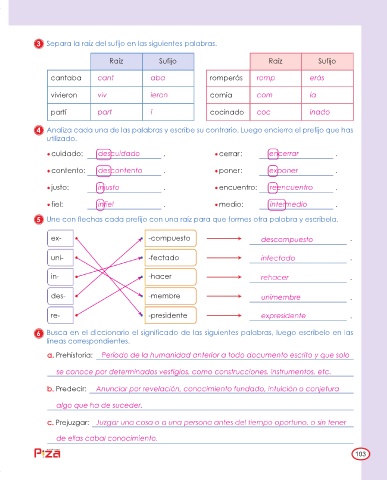 3 Separa la raíz del sufijo en las siguientes palabras.
Raíz Sufijo Raíz Sufijo
cantaba cant aba romperás romp erás
vivieron viv ieron comía com ía
partí part í cocinado coc inado
4 Analiza cada una de las palabras y escribe su contrario. Luego encierra el prefijo que has
utilizado.
• cuidado: descuidado . • cerrar: encerrar .
• contento: descontento . • poner: exponer .
• justo: injusto . • encuentro: reencuentro .
• fiel: infiel . • medio: intermedio .
5 Une con flechas cada prefijo con una raíz para que formes otra palabra y escríbela.
ex- -compuesto descompuesto .
uni- -fectado infectado .
in- -hacer rehacer .
des- -membre unimembre .
re- -presidente expresidente .
6 Busca en el diccionario el significado de las siguientes palabras, luego escríbelo en las
líneas correspondientes.
a. Prehistoria: Período de la humanidad anterior a todo documento escrito y que solo
se conoce por determinados vestigios, como construcciones, instrumentos, etc.
b. Predecir: Anunciar por revelación, conocimiento fundado, intuición o conjetura
algo que ha de suceder.
c. Prejuzgar: Juzgar una cosa o a una persona antes del tiempo oportuno, o sin tener
de ellas cabal conocimiento.
Piza 103